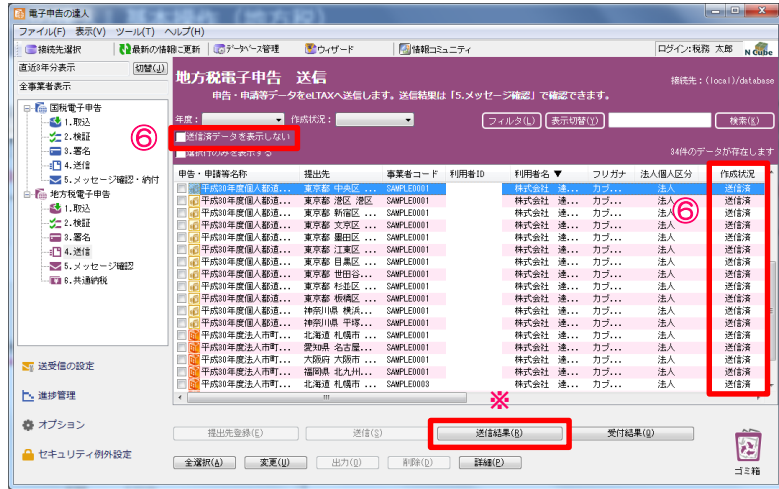 電子申告の達人
ファイル(F) 表示(V) ツール(T) ヘルプ(H)
接続先選択 最新の情報に更新 データベース管理 ウィザード 情報コミュニティ ログイン:税務 太郎 N Cube
直近3年分表示 切替(J)
全事業者表示
国税電子申告
1.取込
2.検証
3.署名
4.送信
5.メッセージ確認・納付
地方税電子申告
1.取込
2.検証
3.署名
4.送信
5.メッセージ確認
6.共通納税
送受信の設定
進捗管理
オプション
セキュリティ例外設定
地方税電子申告 送信
接続先:(local)/database
申告・申請等データをeLTAXへ送信します。送信結果は「5.メッセージ確認」で確認できます。
年度: 作成状況: フィルタ(L) 表示切替(Y) 検索(K)
⑥
送信済データを表示しない
選択行のみを表示する 34件のデータが存在します
申告・申請等名称 提出先 事業者コード 利用者ID 利用者名 ▼ フリガナ 法人個人区分 作成状況
平成30年度個人都道... 東京都 中央区 ... SAMPLE0001 株式会社 達... カブ... 法人 送信済
平成30年度個人都道... 東京都 港区 港区 SAMPLE0001 株式会社 達... カブ... 法人 送信済
平成30年度個人都道... 東京都 新宿区 ... SAMPLE0001 株式会社 達... カブ... 法人 送信済
⑥
平成30年度個人都道... 東京都 文京区 ... SAMPLE0001 株式会社 達... カブ... 法人 送信済
平成30年度個人都道... 東京都 墨田区 ... SAMPLE0001 株式会社 達... カブ... 法人 送信済
平成30年度個人都道... 東京都 江東区 ... SAMPLE0001 株式会社 達... カブ... 法人 送信済
平成30年度個人都道... 東京都 目黒区 ... SAMPLE0001 株式会社 達... カブ... 法人 送信済
平成30年度個人都道... 東京都 世田谷... SAMPLE0001 株式会社 達... カブ... 法人 送信済
平成30年度個人都道... 東京都 杉並区 ... SAMPLE0001 株式会社 達... カブ... 法人 送信済
平成30年度個人都道... 東京都 板橋区 ... SAMPLE0001 株式会社 達... カブ... 法人 送信済
平成30年度個人都道... 神奈川県 横浜... SAMPLE0001 株式会社 達... カブ... 法人 送信済
平成30年度個人都道... 神奈川県 平塚... SAMPLE0001 株式会社 達... カブ... 法人 送信済
平成30年度法人市町... 北海道 札幌市 ... SAMPLE0001 株式会社 達... カブ... 法人 送信済
平成30年度法人市町... 愛知県 名古屋... SAMPLE0001 株式会社 達... カブ... 法人 送信済
平成30年度法人市町... 大阪府 大阪市 ... SAMPLE0001 株式会社 達... カブ... 法人 送信済
平成30年度法人市町... 福岡県 北九州... SAMPLE0001 株式会社 達... カブ... 法人 送信済
平成30年度法人市町... 北海道 札幌市 ... SAMPLE0003 株式会社 達... カブ... 法人 送信済
※
提出先登録(E) 送信(S) 送信結果(R) 受付結果(Q)
全選択(A) 変更(U) 出力(O) 削除(D) 詳細(P)
ゴミ箱